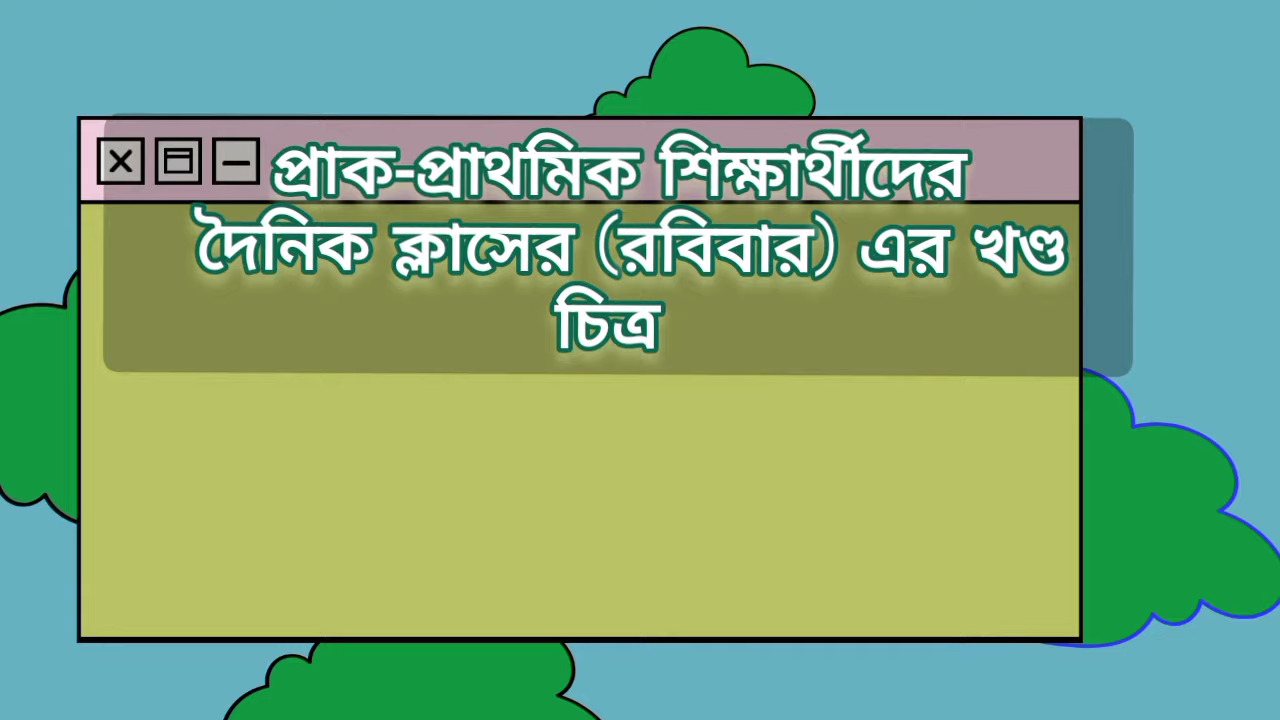 প্রাক-প্রাথমিক শিক্ষার্থীদের
দৈনিক ক্লাসের (রবিবার) এর খণ্ড
চিত্র